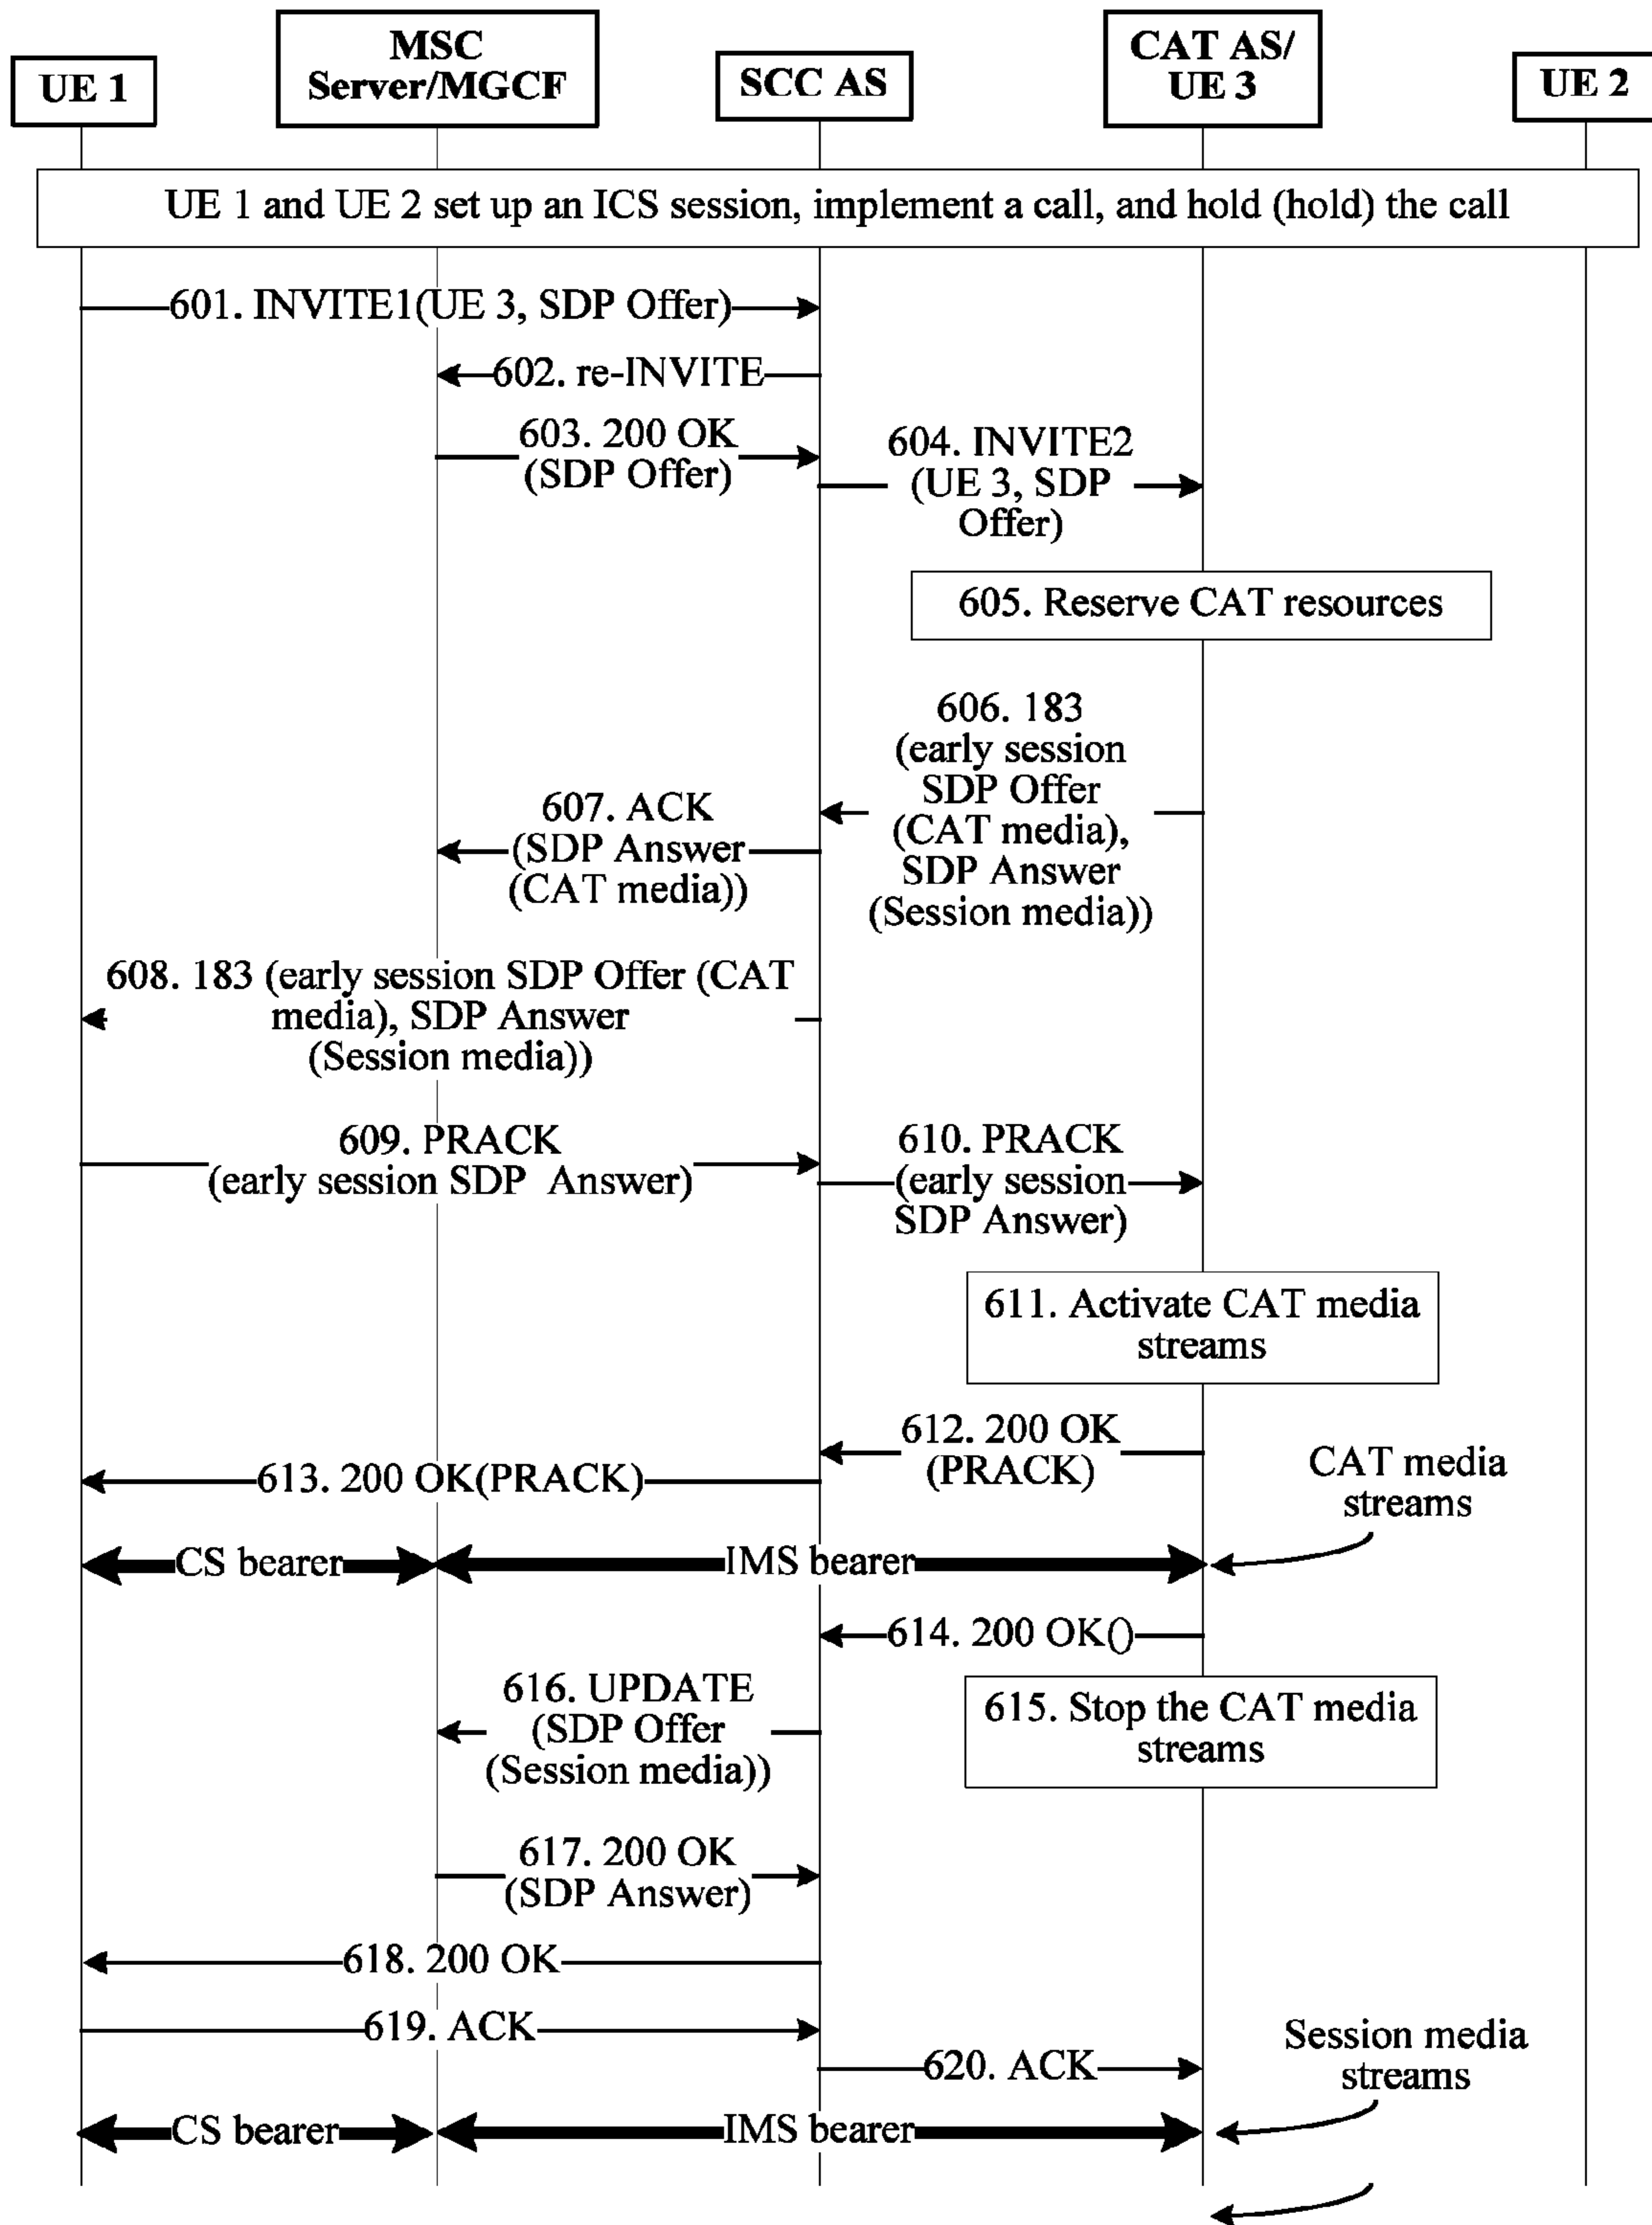 UE 1
MSC
Server/MGCF
SCC AS
CAT AS/
UE 3
UE 2
UE 1 and UE 2 set up an ICS session, implement a call, and hold (hold) the call
601. INVITE1(UE 3, SDP Offer)
602. re-INVITE
603. 200 OK
(SDP Offer)
604. INVITE2
(UE 3, SDP
Offer)
605. Reserve CAT resources
606. 183
(early session
SDP Offer
(CAT media),
SDP Answer
(Session media))
607. ACK
(SDP Answer
(CAT media))
608. 183 (early session SDP Offer (CAT
media), SDP Answer
(Session media))
609. PRACK
(early session SDP Answer)
610. PRACK
(early session
SDP Answer)
611. Activate CAT media
streams
612. 200 OK
(PRACK)
613. 200 OK(PRACK)
CAT media
streams
CS bearer
IMS bearer
614. 200 OK()
615. Stop the CAT media
streams
616. UPDATE
(SDP Offer
(Session media))
617. 200 OK
(SDP Answer)
618. 200 OK
619. ACK
620. ACK
Session media
streams
CS bearer
IMS bearer